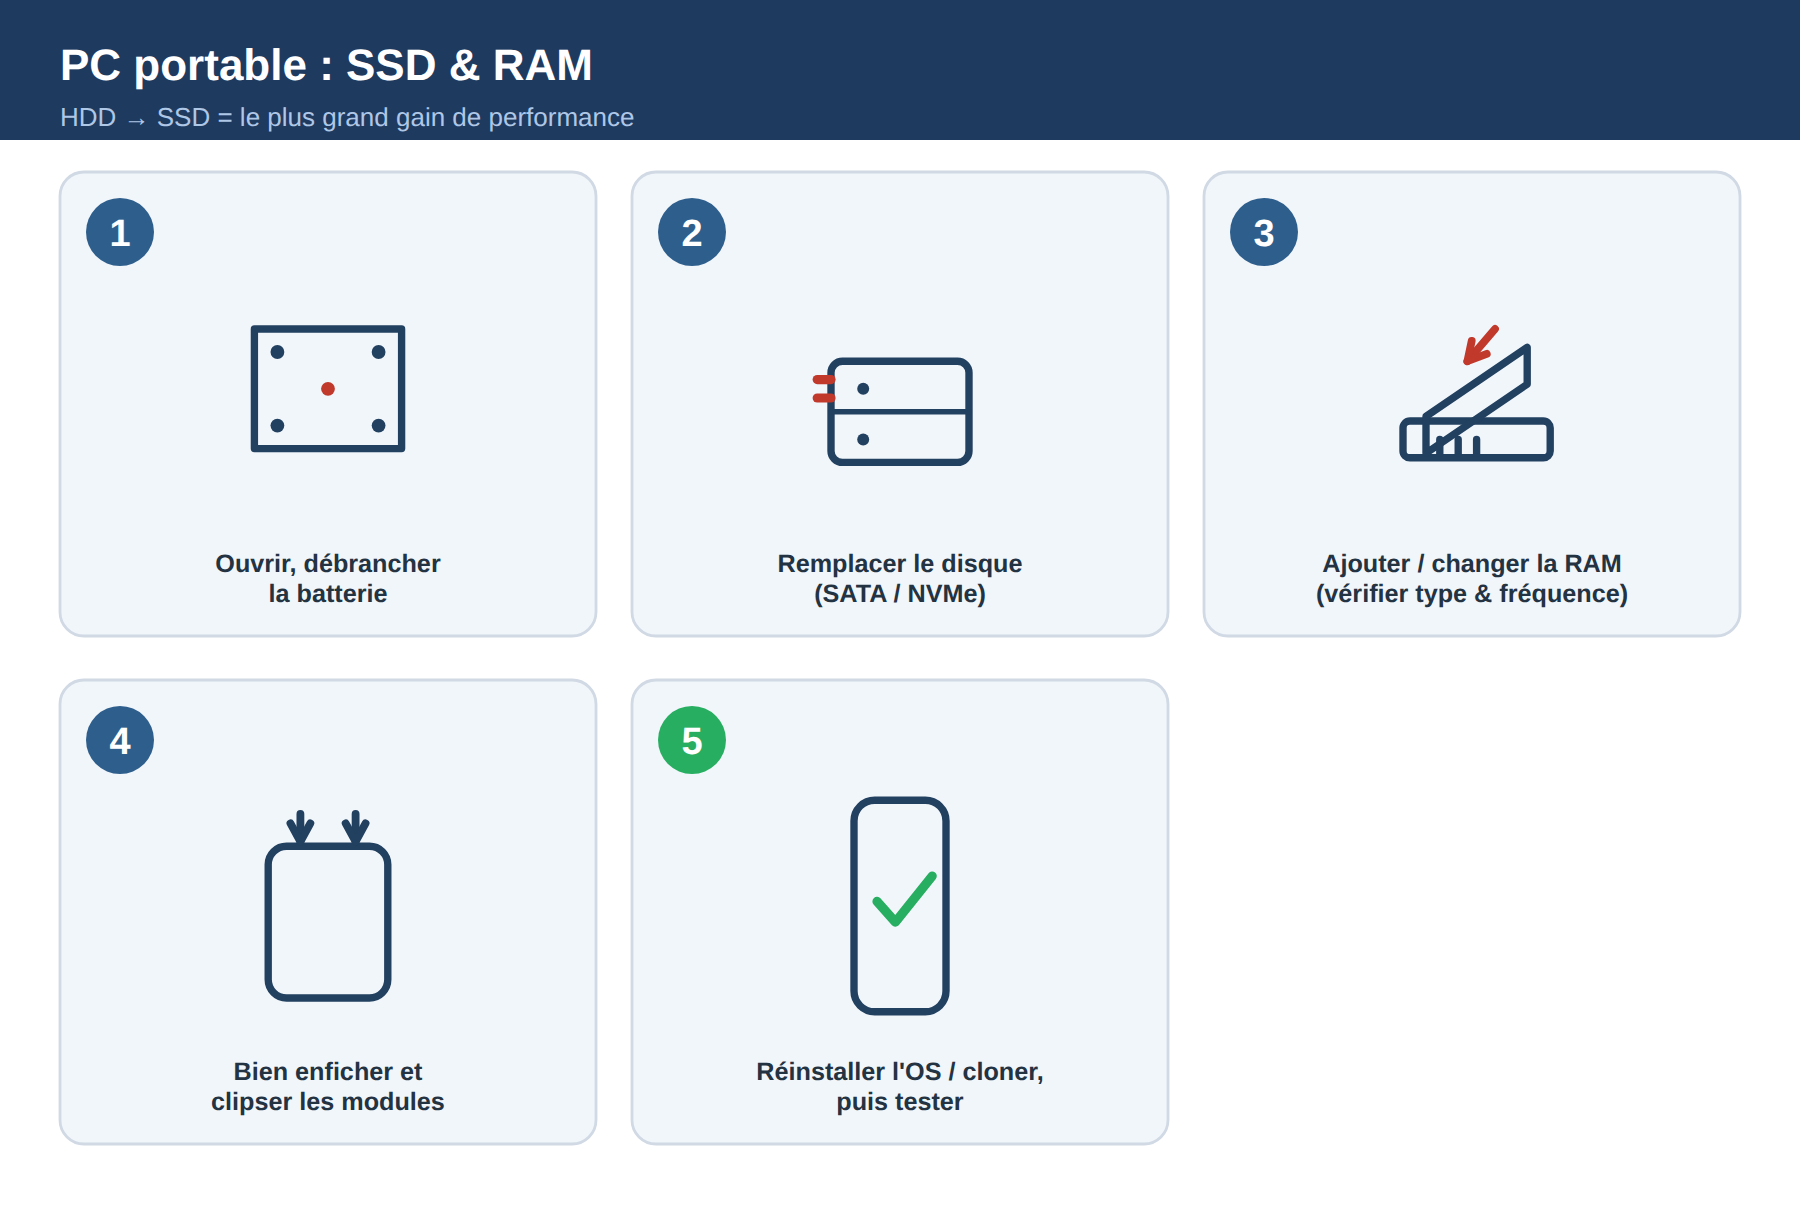 PC portable : SSD & RAM
HDD → SSD = le plus grand gain de performance
1
Ouvrir, débrancher
la batterie
2
Remplacer le disque
(SATA / NVMe)
3
Ajouter / changer la RAM
(vérifier type & fréquence)
4
Bien enficher et
clipser les modules
5
Réinstaller l'OS / cloner,
puis tester